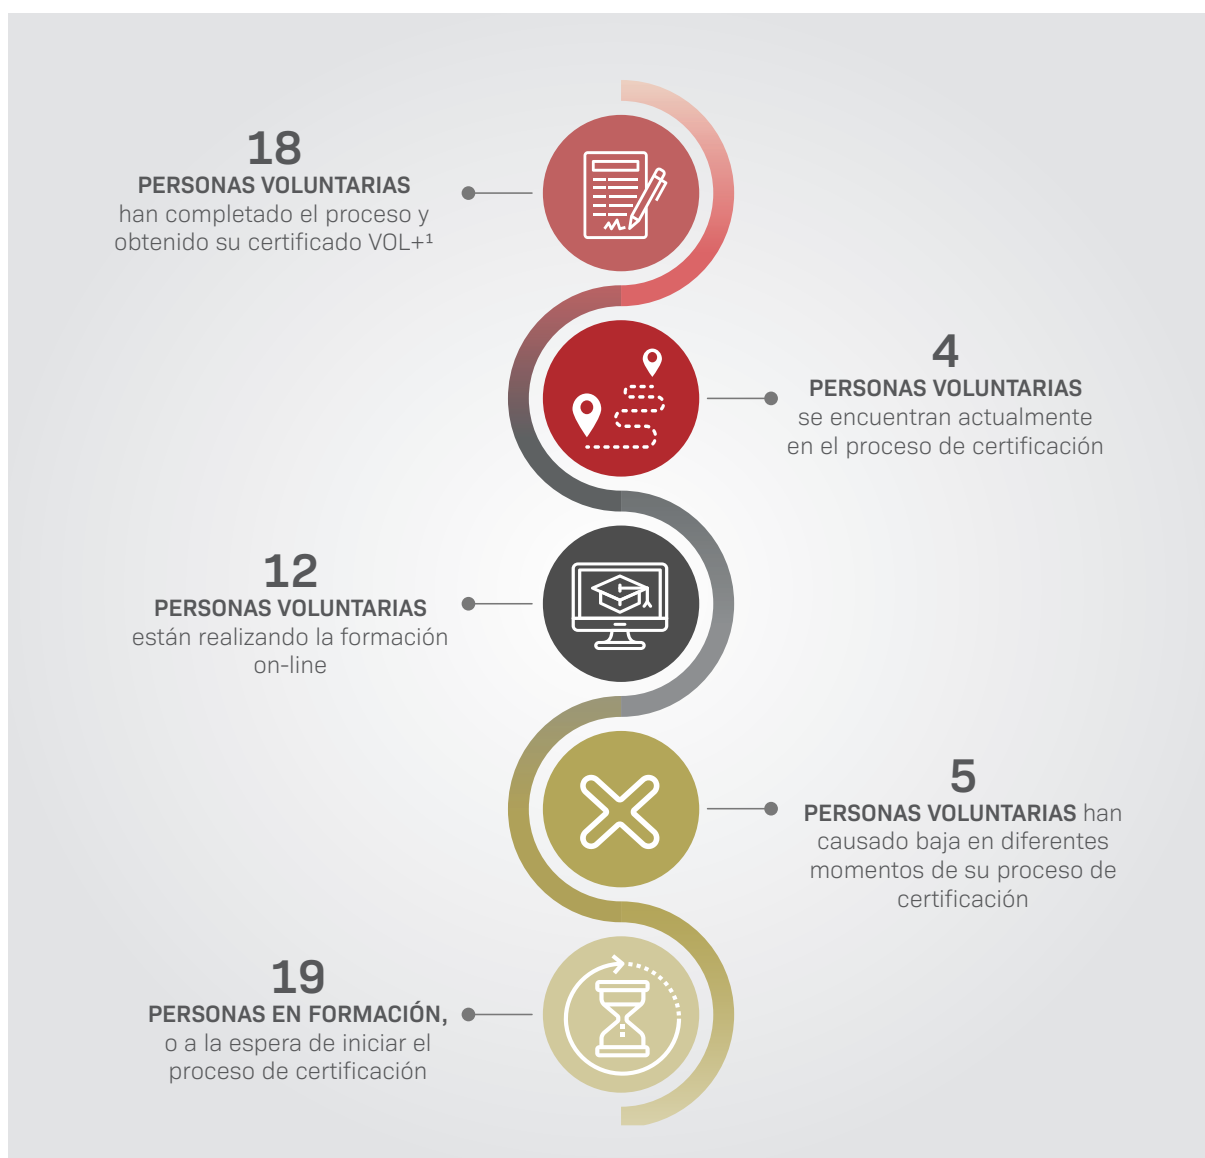 18
PERSONAS VOLUNTARIAS
han completado el proceso y
obtenido su certificado VOL+¹
4
PERSONAS VOLUNTARIAS
se encuentran actualmente
en el proceso de certificación
12
PERSONAS VOLUNTARIAS
están realizando la formación
on-line
5
PERSONAS VOLUNTARIAS han
causado baja en diferentes
momentos de su proceso de
certificación
19
PERSONAS EN FORMACIÓN,
o a la espera de iniciar el
proceso de certificación